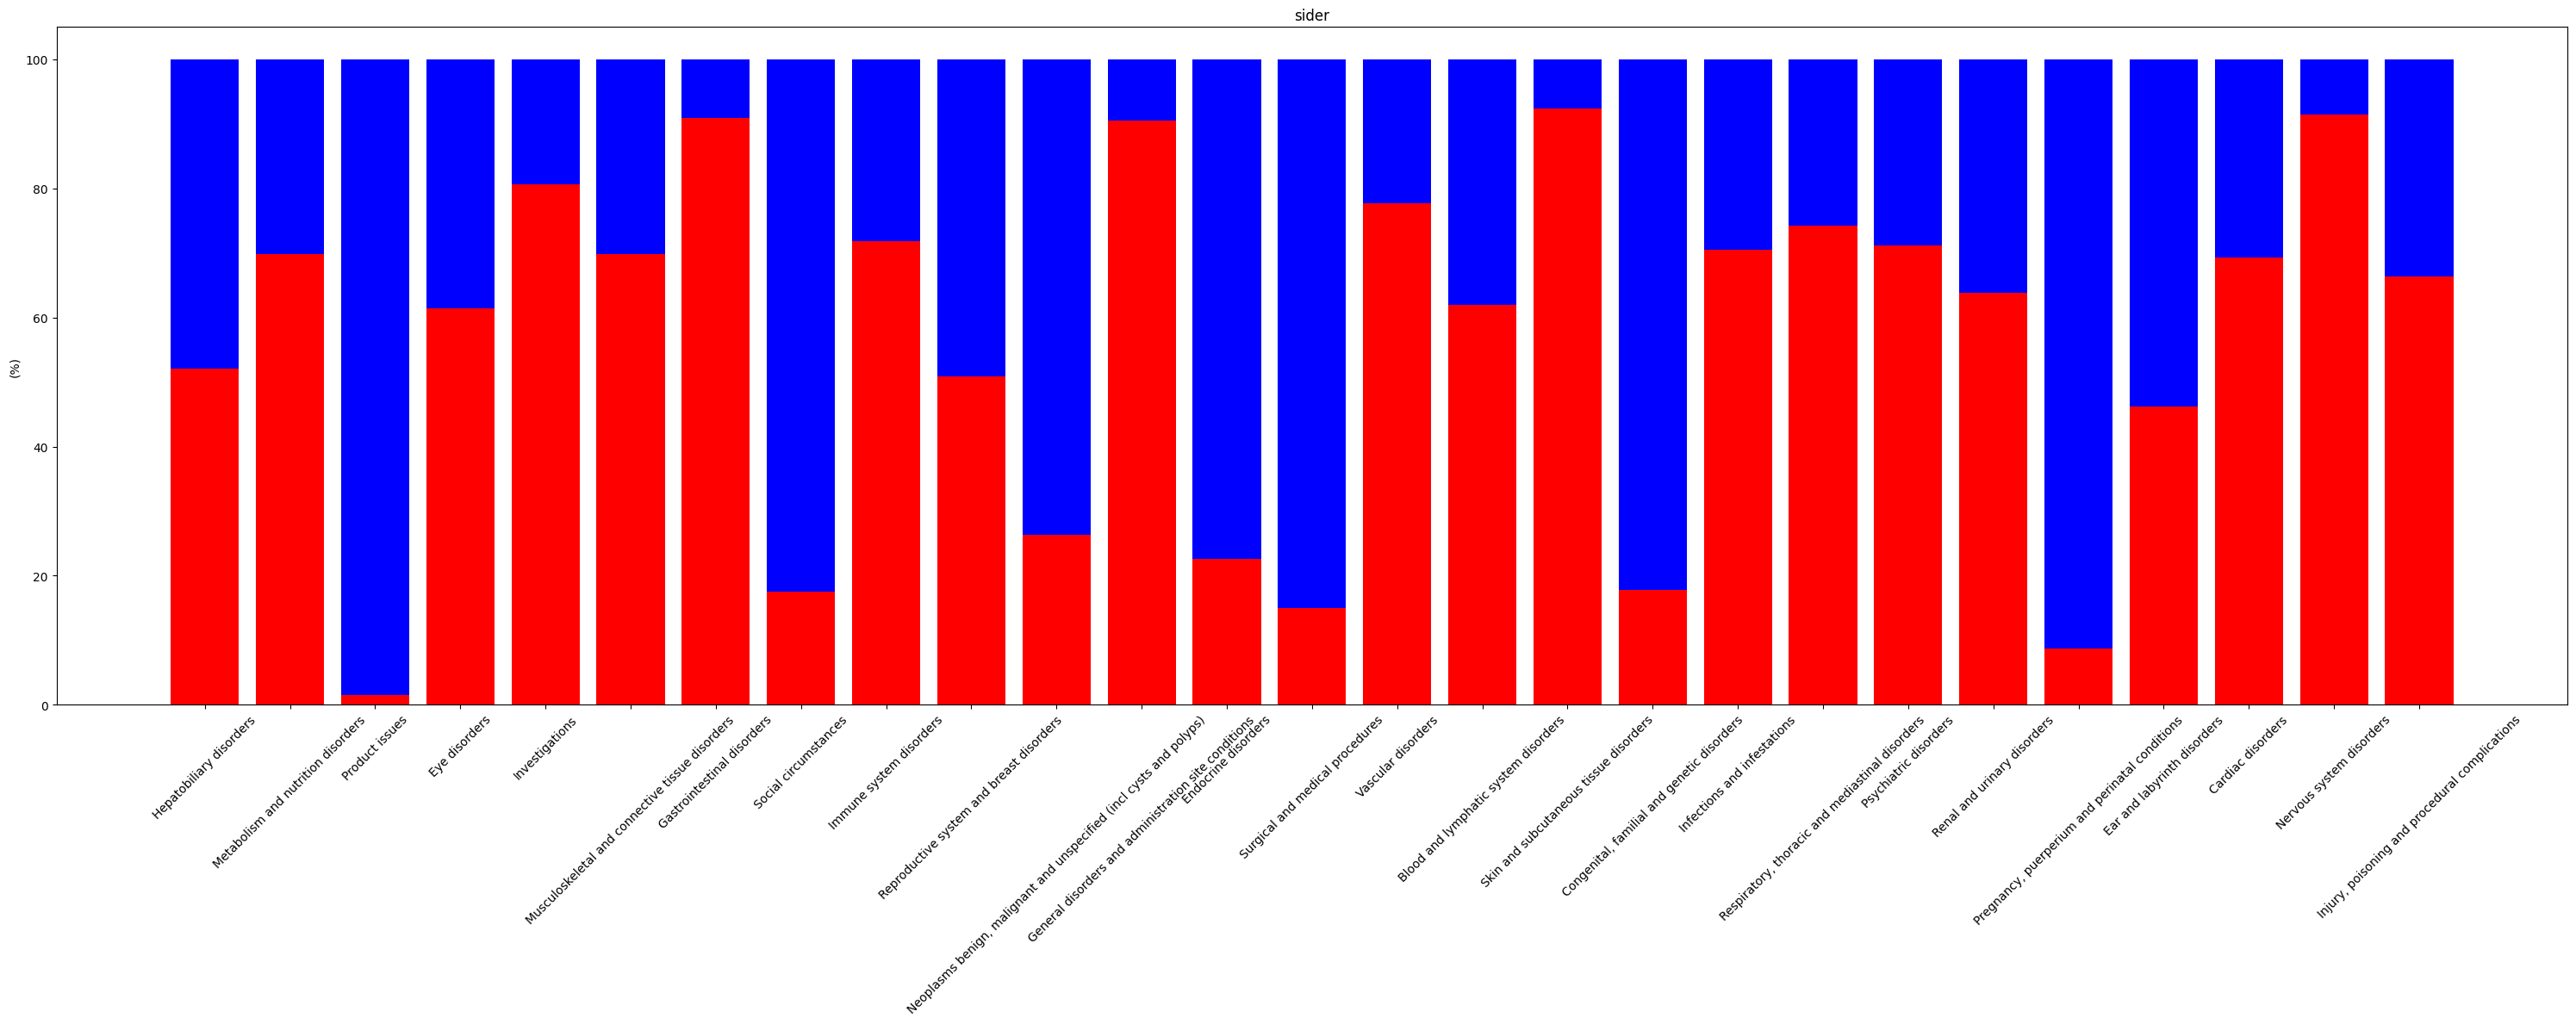 sider
100
80
60
40
20
0
(%)
Hepatobiliary disorders
Metabolism and nutrition disorders
Product issues
Eye disorders
Investigations
Musculoskeletal and connective tissue disorders
Gastrointestinal disorders
Social circumstances
Immune system disorders
Reproductive system and breast disorders
Neoplasms benign, malignant and unspecified (incl cysts and polyps)
General disorders and administration site conditions
Endocrine disorders
Surgical and medical procedures
Vascular disorders
Blood and lymphatic system disorders
Skin and subcutaneous tissue disorders
Congenital, familial and genetic disorders
Infections and infestations
Respiratory, thoracic and mediastinal disorders
Psychiatric disorders
Renal and urinary disorders
Pregnancy, puerperium and perinatal conditions
Ear and labyrinth disorders
Cardiac disorders
Nervous system disorders
Injury, poisoning and procedural complications